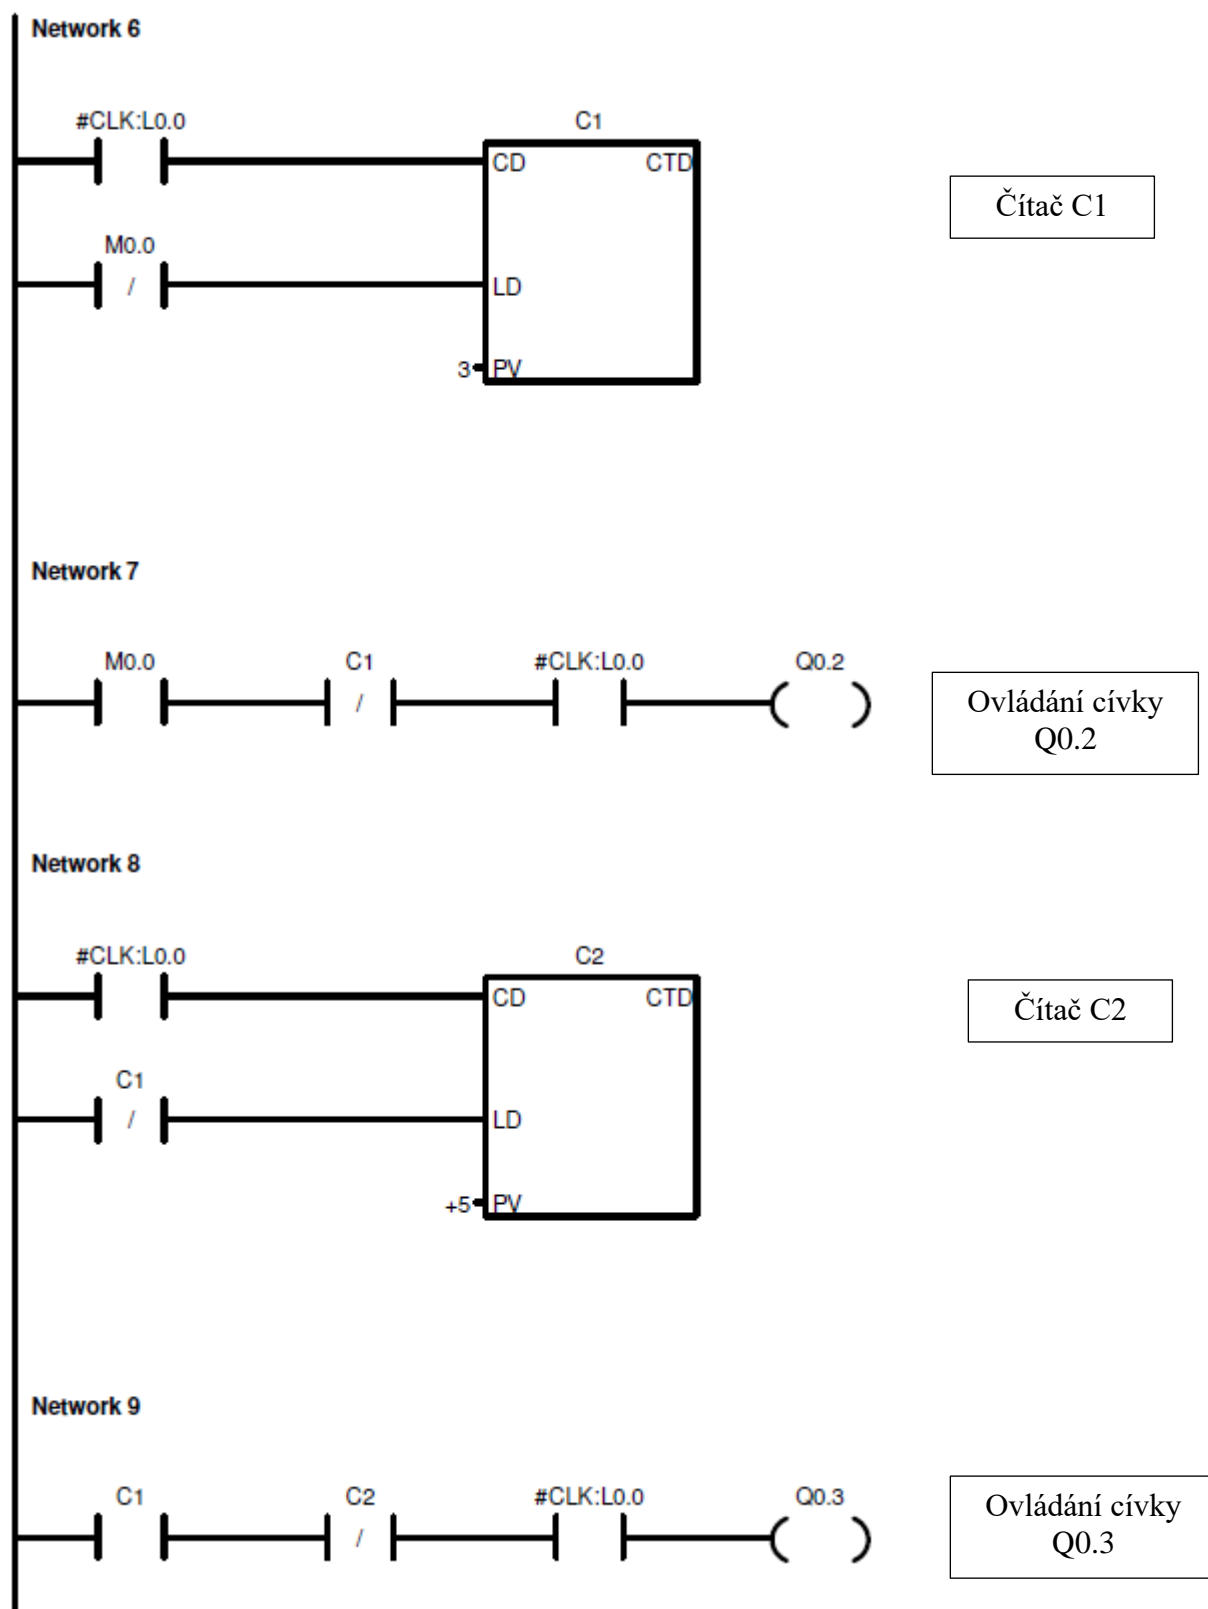 Network 6
#CLK:L0.0
C1
CD
CTD
Čítač C1
M0.0
/
LD
3
PV
Network 7
M0.0
C1
#CLK:L0.0
Q0.2
/
Ovládání cívky
Q0.2
Network 8
#CLK:L0.0
C2
CD
CTD
Čítač C2
C1
/
LD
+5
PV
Network 9
C1
C2
#CLK:L0.0
Q0.3
/
Ovládání cívky
Q0.3